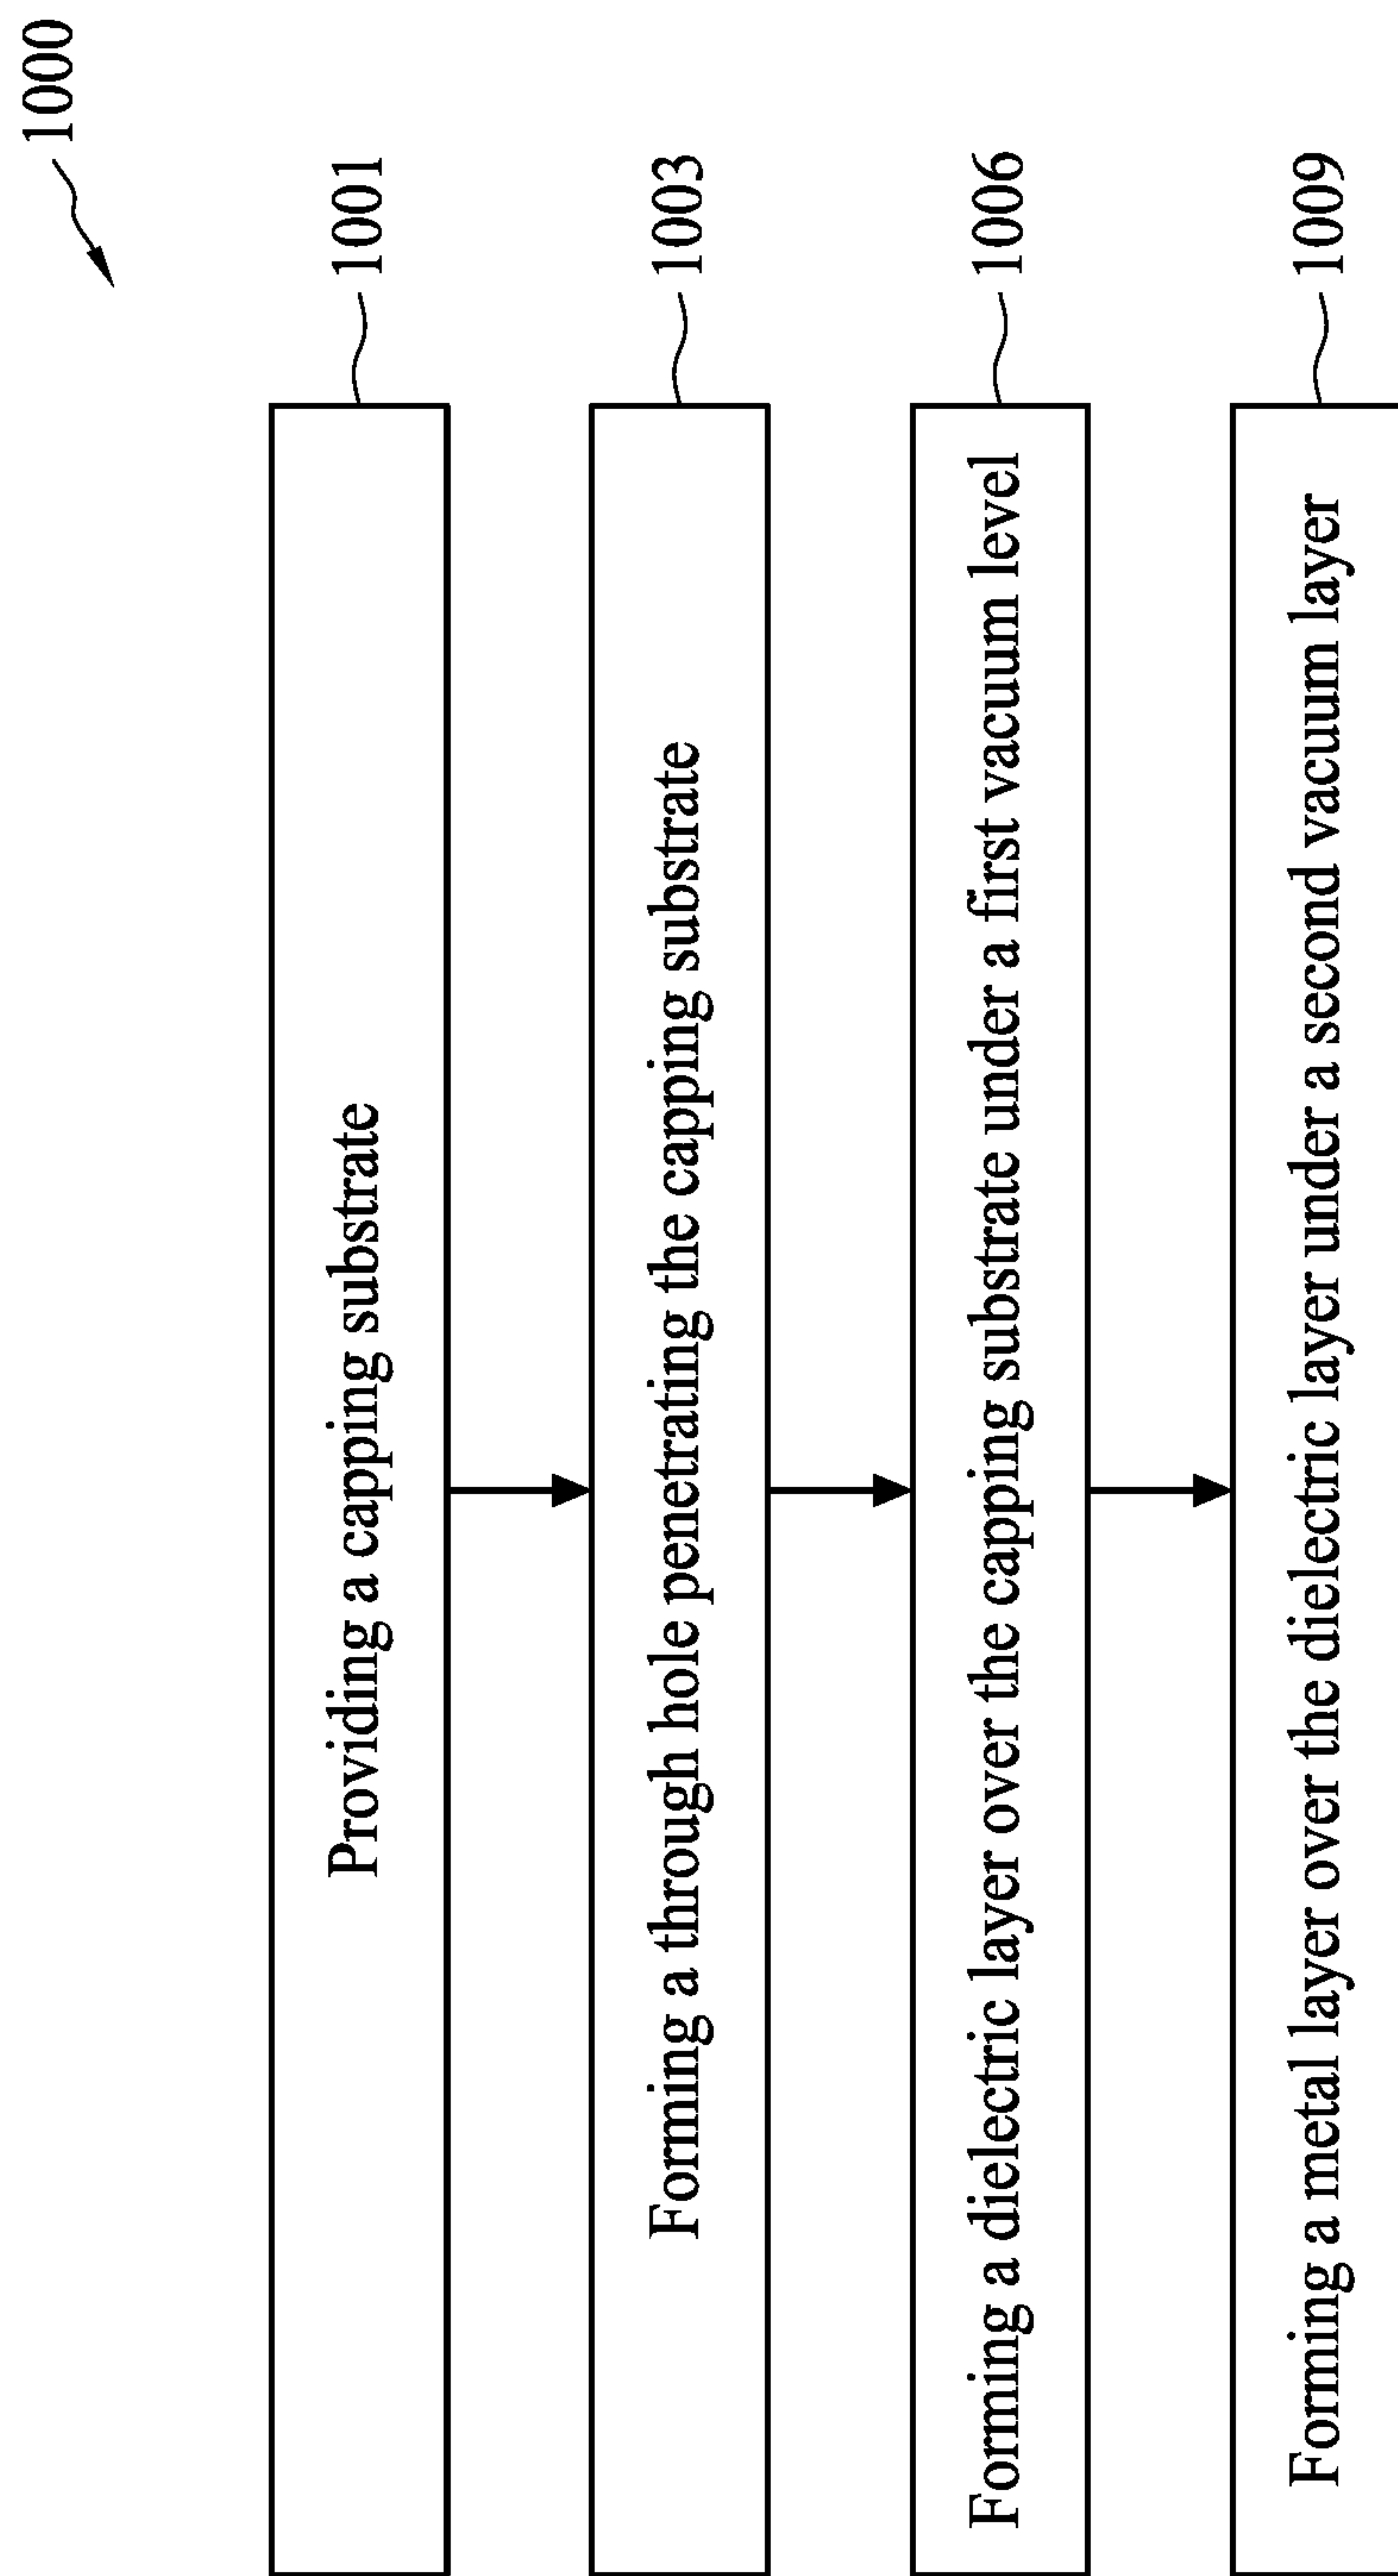 1000
Providing a capping substrate
1001
Forming a through hole penetrating the capping substrate
1003
Forming a dielectric layer over the capping substrate under a first vacuum level
1006
Forming a metal layer over the dielectric layer under a second vacuum layer
1009